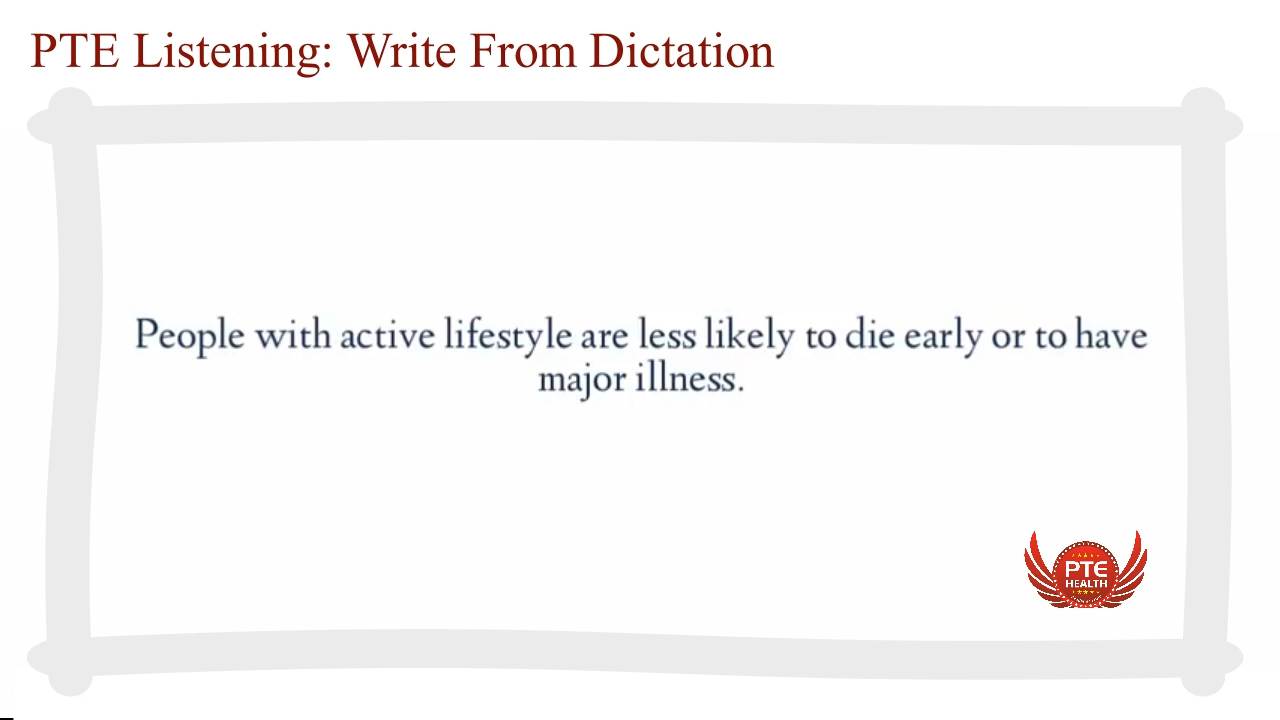 PTE Listening: Write From Dictation
People with active lifestyle are less likely to die early or to have
major illness.
PTE
HEALTH